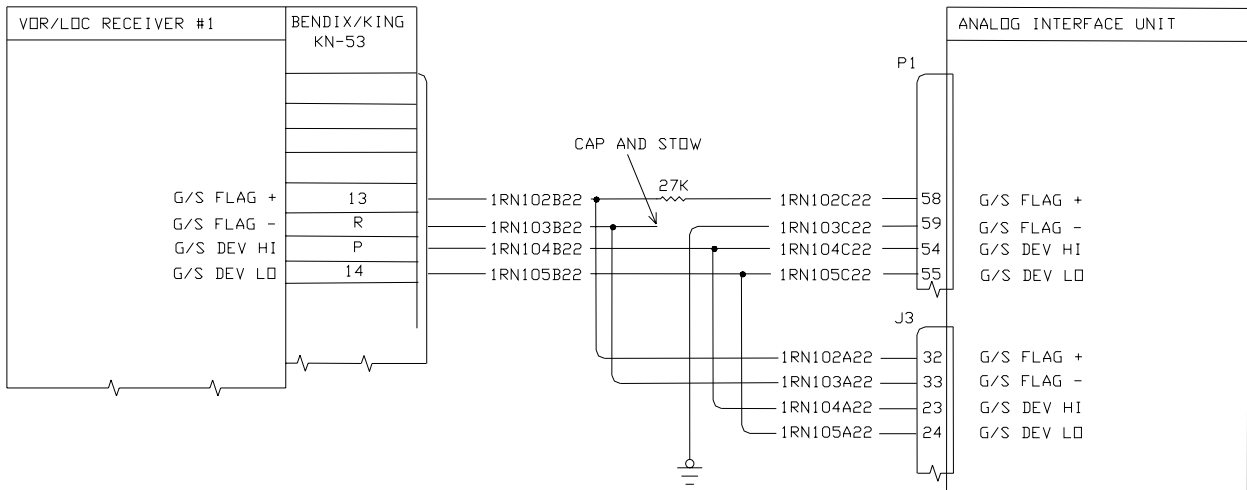 VOR/LOC RECEIVER #1
BENDIX/KING
KN-53
ANALOG INTERFACE UNIT
P1
CAP AND STOW
27K
G/S FLAG + 13 1RN102B22 1RN102C22 58 G/S FLAG +
G/S FLAG - R 1RN103B22 1RN103C22 59 G/S FLAG -
G/S DEV HI P 1RN104B22 1RN104C22 54 G/S DEV HI
G/S DEV LO 14 1RN105B22 1RN105C22 55 G/S DEV LO
J3
1RN102A22 32 G/S FLAG +
1RN103A22 33 G/S FLAG -
1RN104A22 23 G/S DEV HI
1RN105A22 24 G/S DEV LO